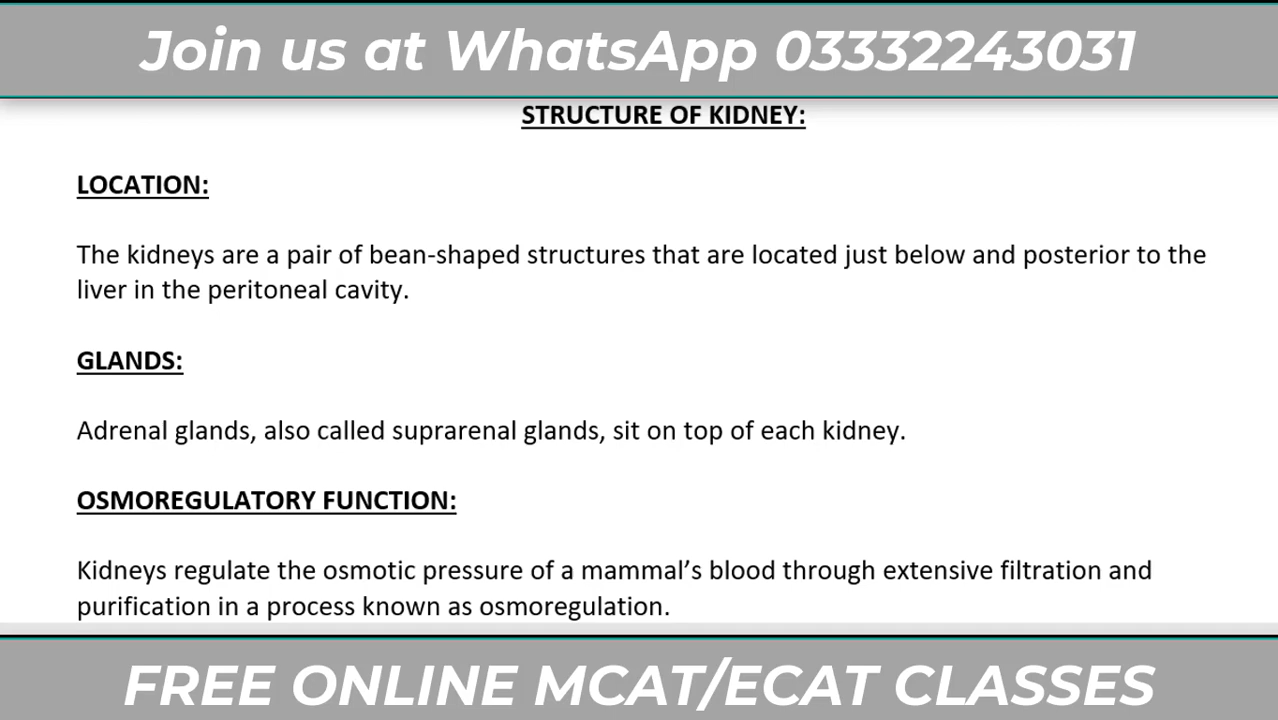 Join us at WhatsApp 03332243031
STRUCTURE OF KIDNEY:
LOCATION:
The kidneys are a pair of bean-shaped structures that are located just below and posterior to the
liver in the peritoneal cavity.
GLANDS:
Adrenal glands, also called suprarenal glands, sit on top of each kidney.
OSMOREGULATORY FUNCTION:
Kidneys regulate the osmotic pressure of a mammal’s blood through extensive filtration and
purification in a process known as osmoregulation.
FREE ONLINE MCAT/ECAT CLASSES